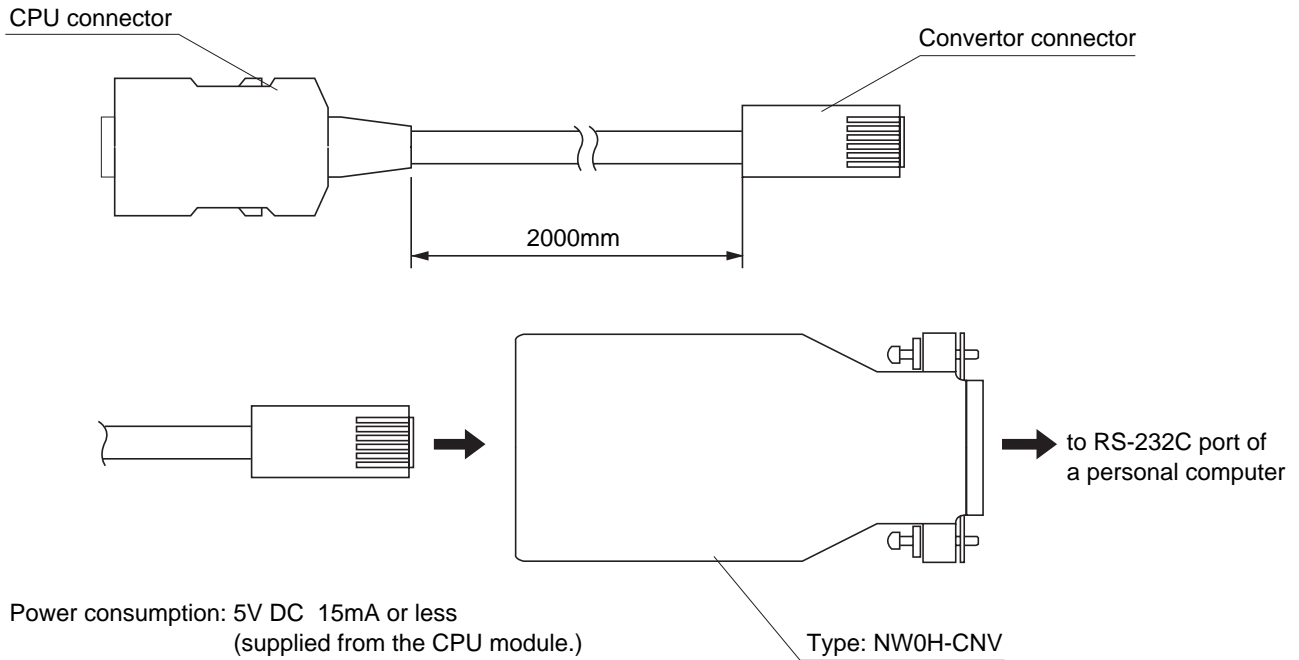 CPU connector
Convertor connector
2000mm
to RS-232C port of
a personal computer
Power consumption: 5V DC  15mA or less
(supplied from the CPU module.)
Type: NW0H-CNV